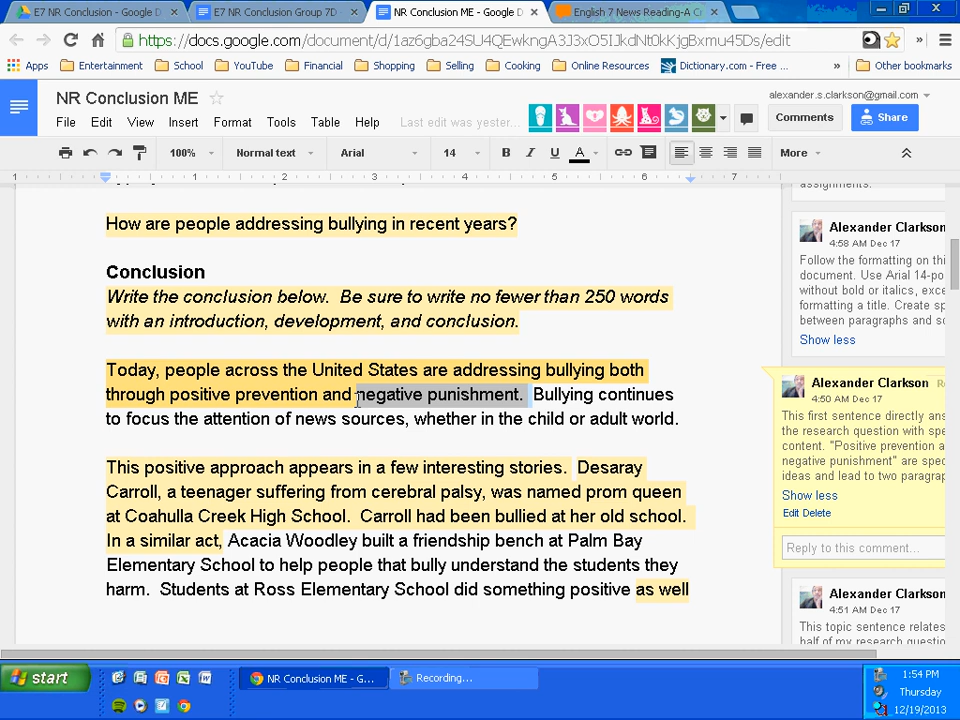 E7 NR Conclusion - Google D
E7 NR Conclusion Group 7D
NR Conclusion ME - Google D
English 7 News Reading-A Cr
https://docs.google.com/document/d/1az6gba24SU4QEwkngA3J3xO5IJkdNt0kKjgBxmu45Ds/edit
Apps
Entertainment
School
YouTube
Financial
Shopping
Selling
Cooking
Online Resources
Dictionary.com - Free ...
»
Other bookmarks
NR Conclusion ME
alexander.s.clarkson@gmail.com
File Edit View Insert Format Tools Table Help
Last edit was yester...
Comments
Share
100%
Normal text
Arial
14
B I U A
More
1 1 2 3 4 5 6 7
How are people addressing bullying in recent years?
Conclusion
Write the conclusion below. Be sure to write no fewer than 250 words
with an introduction, development, and conclusion.
Today, people across the United States are addressing bullying both
through positive prevention and negative punishment. Bullying continues
to focus the attention of news sources, whether in the child or adult world.
This positive approach appears in a few interesting stories. Desaray
Carroll, a teenager suffering from cerebral palsy, was named prom queen
at Coahulla Creek High School. Carroll had been bullied at her old school.
In a similar act, Acacia Woodley built a friendship bench at Palm Bay
Elementary School to help people that bully understand the students they
harm. Students at Ross Elementary School did something positive as well
assignments.
Alexander Clarkson
4:58 AM Dec 17
Follow the formatting on thi
document. Use Arial 14-po
without bold or italics, exce
formatting a title. Create sp
between paragraphs and sc
Show less
Alexander Clarkson
4:50 AM Dec 17
This first sentence directly ans
the research question with spe
content. "Positive prevention a
negative punishment" are spec
ideas and lead to two paragrap
Show less
Edit Delete
Reply to this comment...
Alexander Clarkson
4:51 AM Dec 17
This topic sentence relates
half of my research question
start
NR Conclusion ME - G...
Recording...
1:54 PM
Thursday
12/19/2013